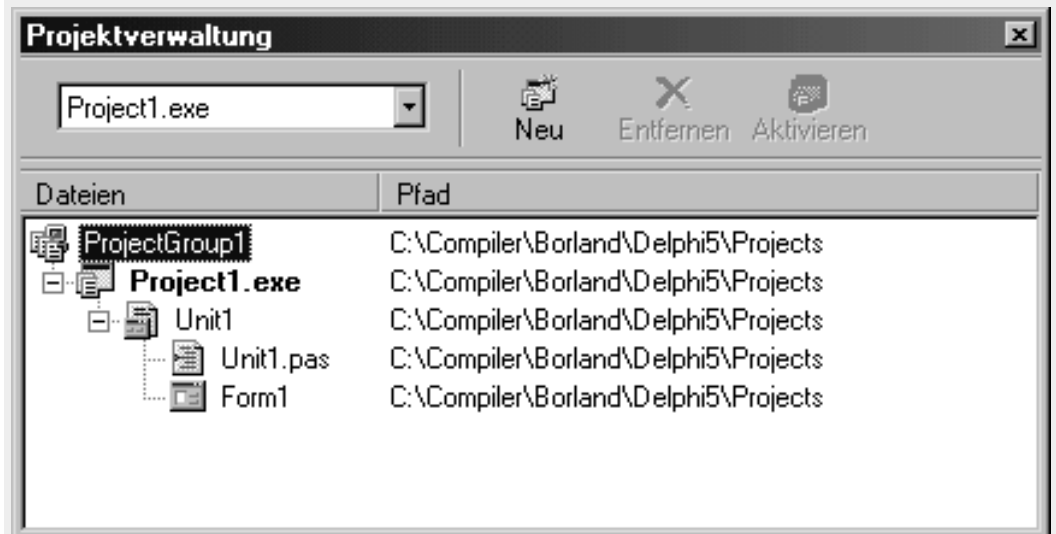 Projektverwaltung
Project1.exe
Neu Entfernen Aktivieren
Dateien Pfad
ProjectGroup1 C:\Compiler\Borland\Delphi5\Projects
Project1.exe C:\Compiler\Borland\Delphi5\Projects
Unit1 C:\Compiler\Borland\Delphi5\Projects
Unit1.pas C:\Compiler\Borland\Delphi5\Projects
Form1 C:\Compiler\Borland\Delphi5\Projects